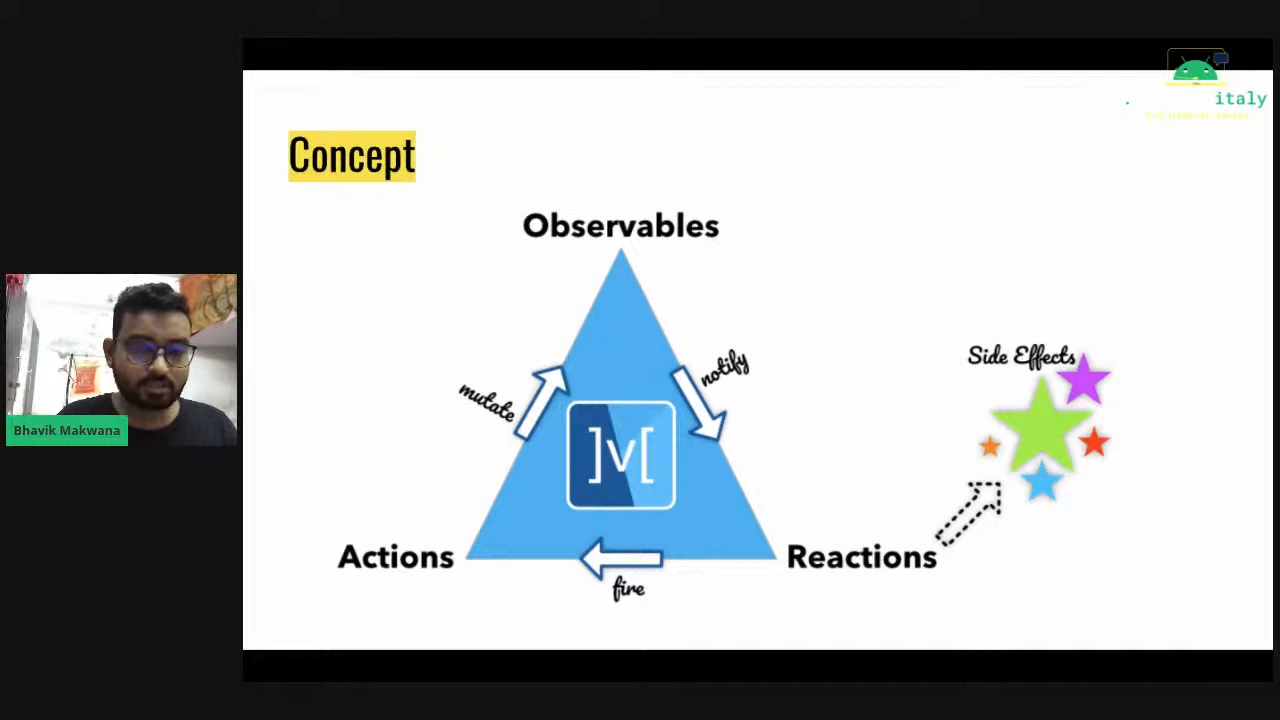 italy
Concept
Observables
notify
mutate
Side Effects
]v[
Actions
Reactions
fire
Bhavik Makwana